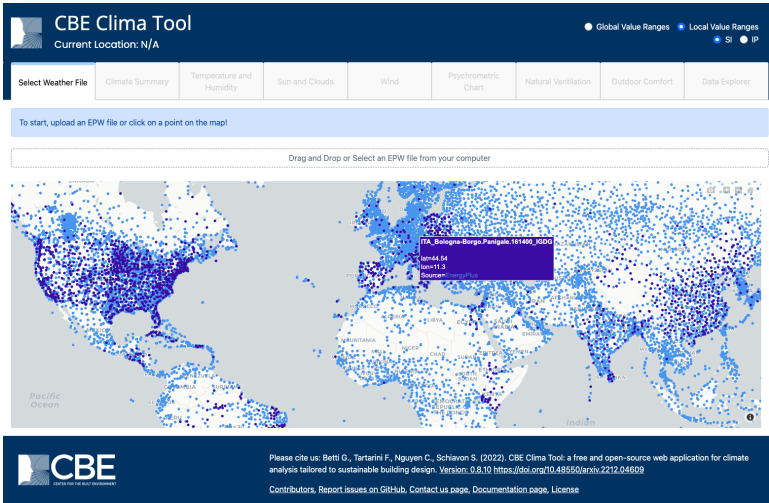 CBE Clima Tool
Current Location: N/A
Global Value Ranges Local Value Ranges
SI IP
Select Weather File
Climate Summary
Temperature and
Humidity
Sun and Clouds
Wind
Psychrometric
Chart
Natural Ventilation
Outdoor Comfort
Data Explorer
To start, upload an EPW file or click on a point on the map!
Drag and Drop or Select an EPW file from your computer
ITA_Bologna-Borgo.Panigale.161400_IGDG
lat=44.54
lon=11.3
Source=EnergyPlus
MAURITANIA
LIBYA
NIGER
CHAD
Pacific
Ocean
Indian
CBE
CENTER FOR THE BUILT ENVIRONMENT
Please cite us: Betti G., Tartarini F., Nguyen C., Schiavon S. (2022). CBE Clima Tool: a free and open-source web application for climate
analysis tailored to sustainable building design. Version: 0.8.10 https://doi.org/10.48550/arxiv.2212.04609
Contributors, Report issues on GitHub, Contact us page, Documentation page, License